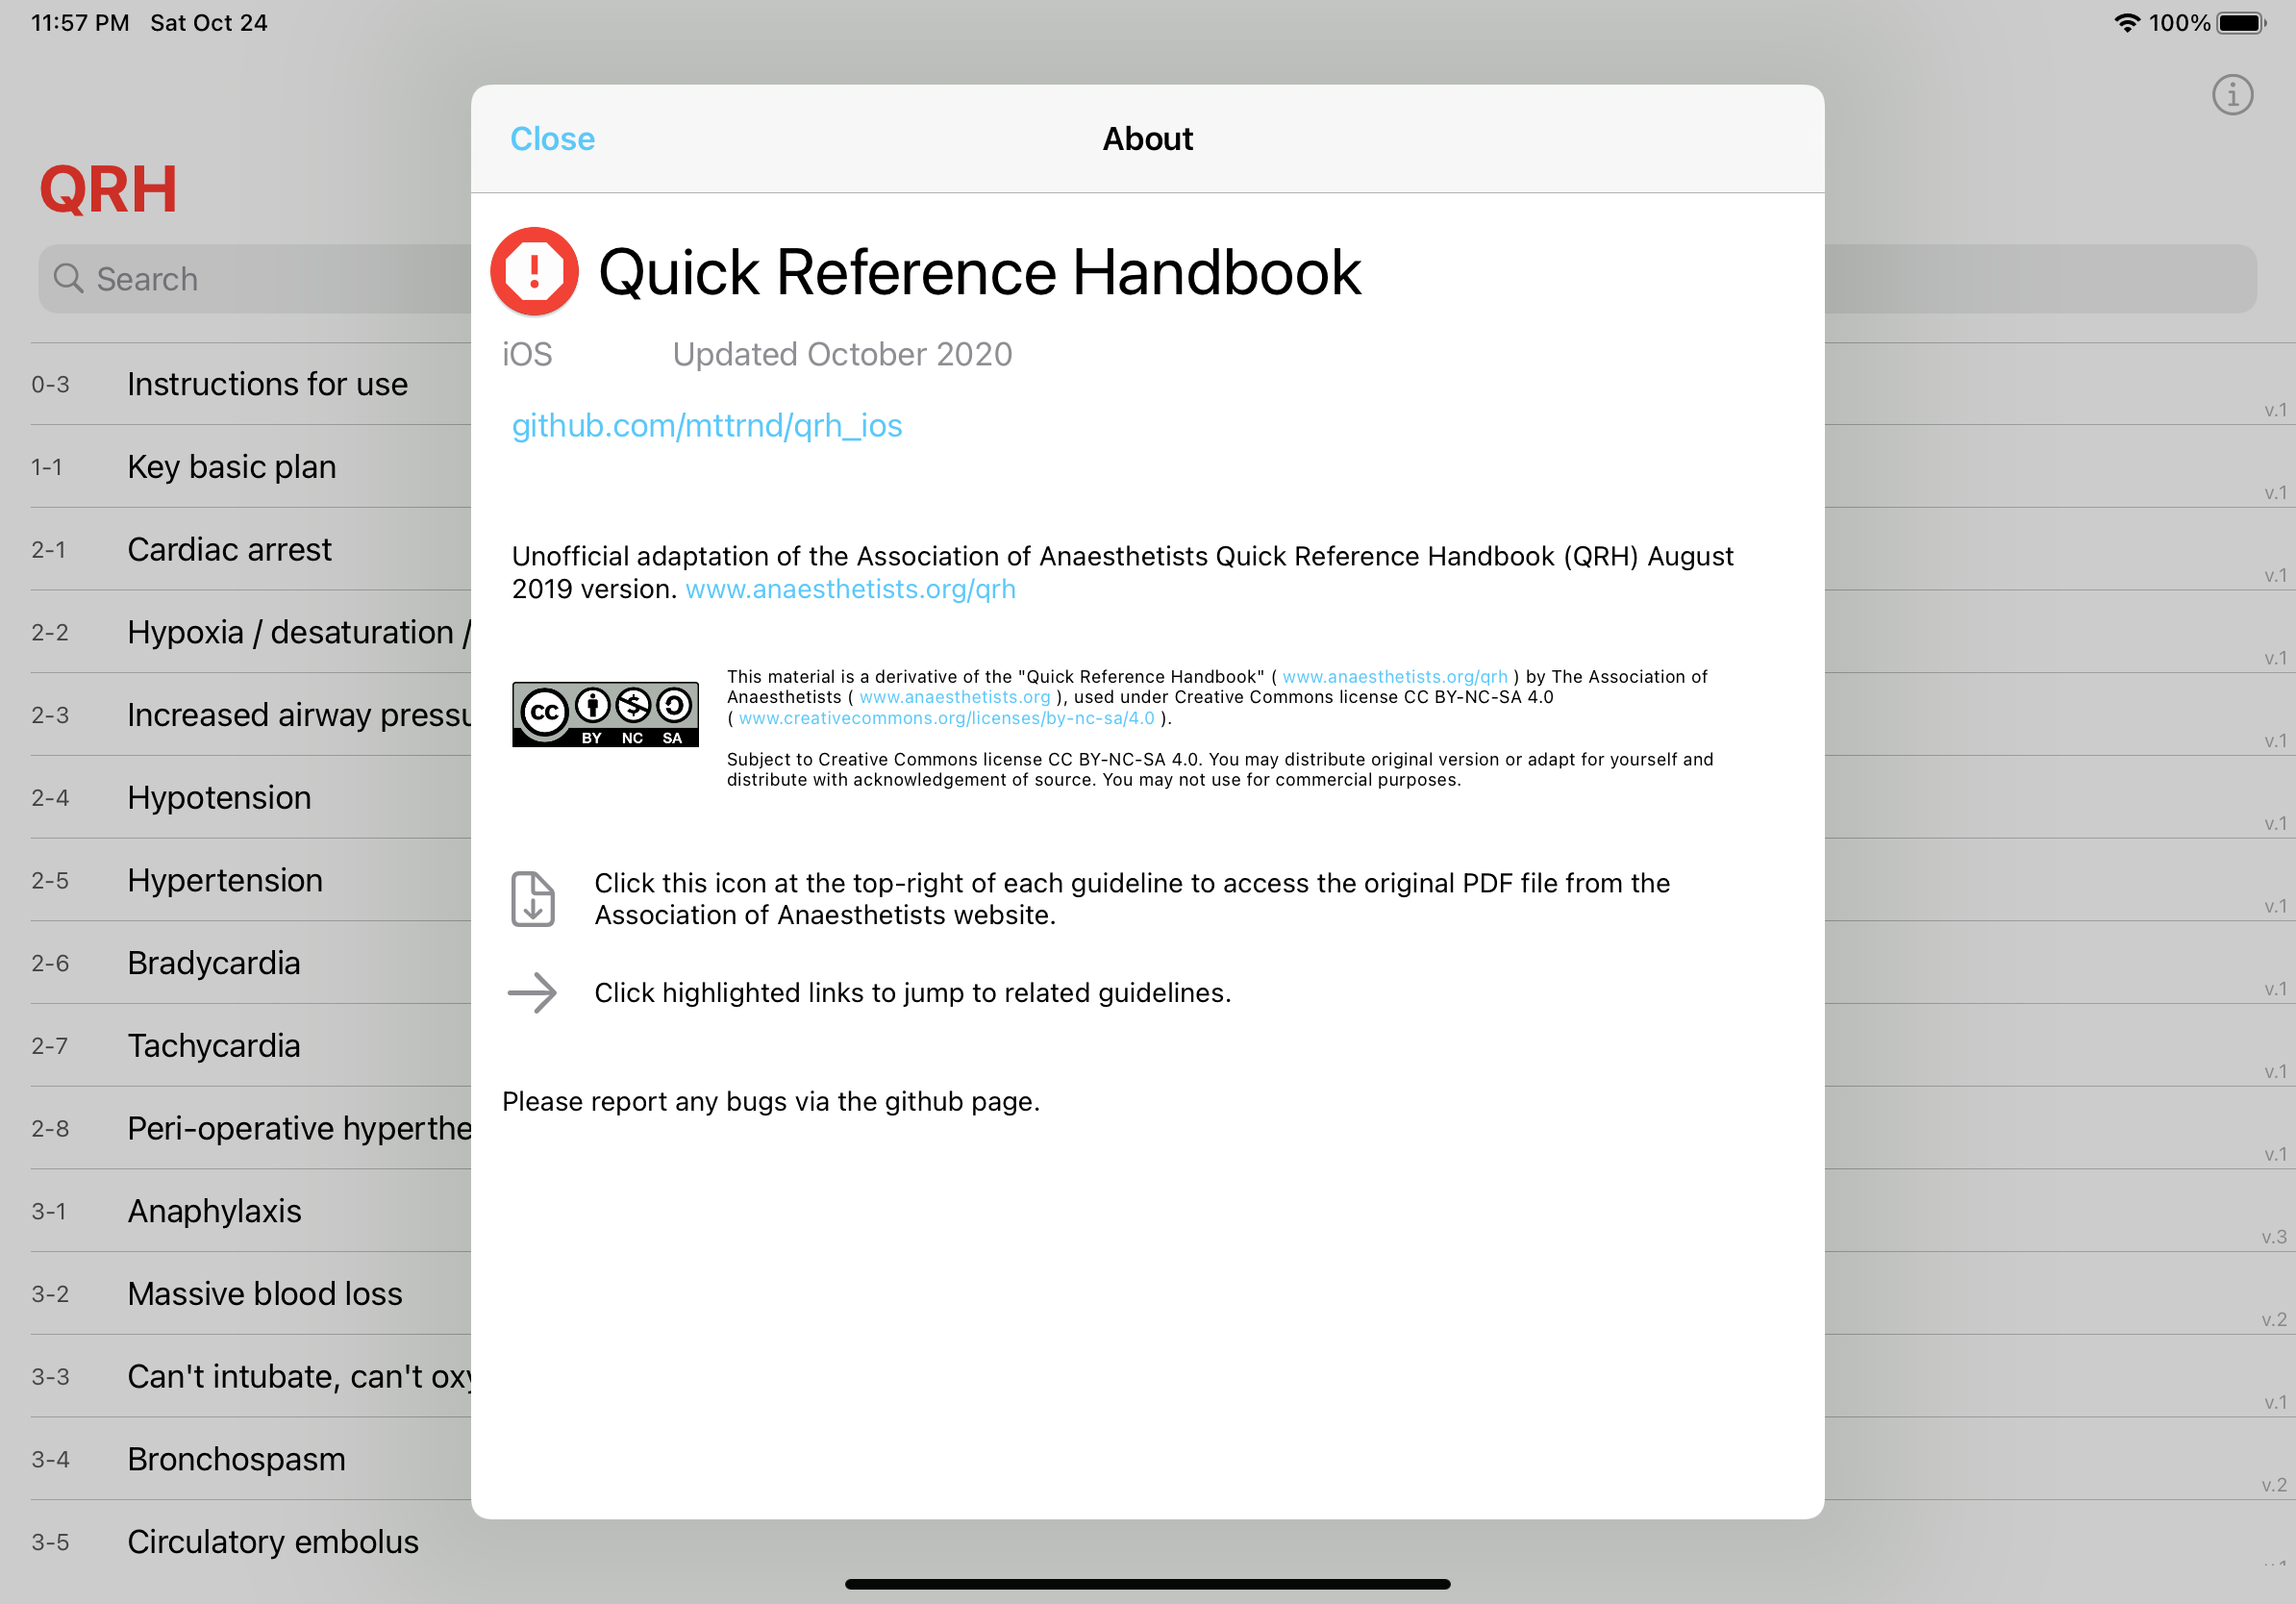 11:57 PM Sat Oct 24
100%
QRH
Search
0-3 Instructions for use v.1
1-1 Key basic plan v.1
2-1 Cardiac arrest v.1
2-2 Hypoxia / desaturation / v.1
2-3 Increased airway pressu v.1
2-4 Hypotension v.1
2-5 Hypertension v.1
2-6 Bradycardia v.1
2-7 Tachycardia v.1
2-8 Peri-operative hyperthe v.1
3-1 Anaphylaxis v.3
3-2 Massive blood loss v.2
3-3 Can't intubate, can't oxy v.1
3-4 Bronchospasm v.2
3-5 Circulatory embolus
Close About
Quick Reference Handbook
iOS Updated October 2020
github.com/mttrnd/qrh_ios
Unofficial adaptation of the Association of Anaesthetists Quick Reference Handbook (QRH) August
2019 version. www.anaesthetists.org/qrh
cc BY NC SA
This material is a derivative of the "Quick Reference Handbook" ( www.anaesthetists.org/qrh ) by The Association of
Anaesthetists ( www.anaesthetists.org ), used under Creative Commons license CC BY-NC-SA 4.0
( www.creativecommons.org/licenses/by-nc-sa/4.0 ).
Subject to Creative Commons license CC BY-NC-SA 4.0. You may distribute original version or adapt for yourself and
distribute with acknowledgement of source. You may not use for commercial purposes.
Click this icon at the top-right of each guideline to access the original PDF file from the
Association of Anaesthetists website.
Click highlighted links to jump to related guidelines.
Please report any bugs via the github page.